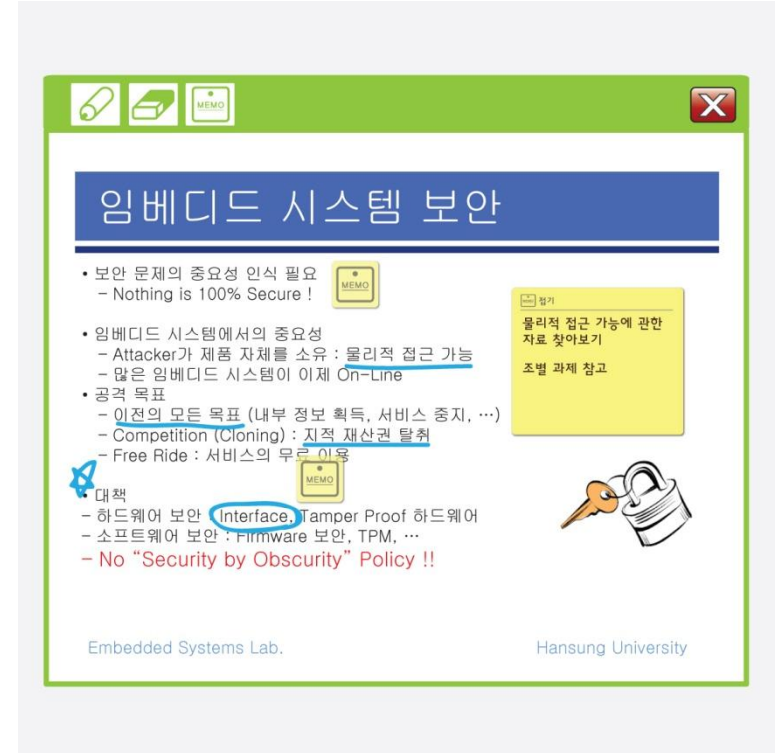 MEMO
임베디드 시스템 보안
• 보안 문제의 중요성 인식 필요
– Nothing is 100% Secure !
MEMO
• 임베디드 시스템에서의 중요성
– Attacker가 제품 자체를 소유 : 물리적 접근 가능
– 많은 임베디드 시스템이 이제 On-Line
• 공격 목표
– 이전의 모든 목표 (내부 정보 획득, 서비스 중지, …)
– Competition (Cloning) : 지적 재산권 탈취
– Free Ride : 서비스의 무료 이용
MEMO
• 대책
– 하드웨어 보안 : Interface, Tamper Proof 하드웨어
– 소프트웨어 보안 : Firmware 보안, TPM, …
– No “Security by Obscurity” Policy !!
접기
물리적 접근 가능에 관한
자료 찾아보기
조별 과제 참고
Embedded Systems Lab.
Hansung University